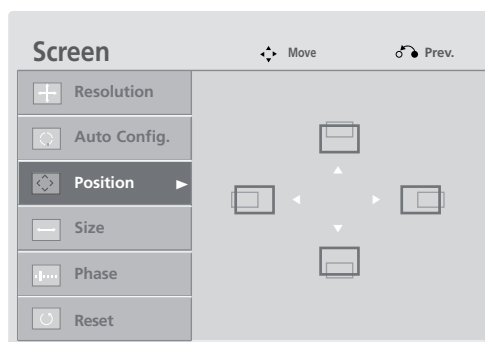 Screen Move Prev.
Resolution
Auto Config.
Position
Size
Phase
Reset